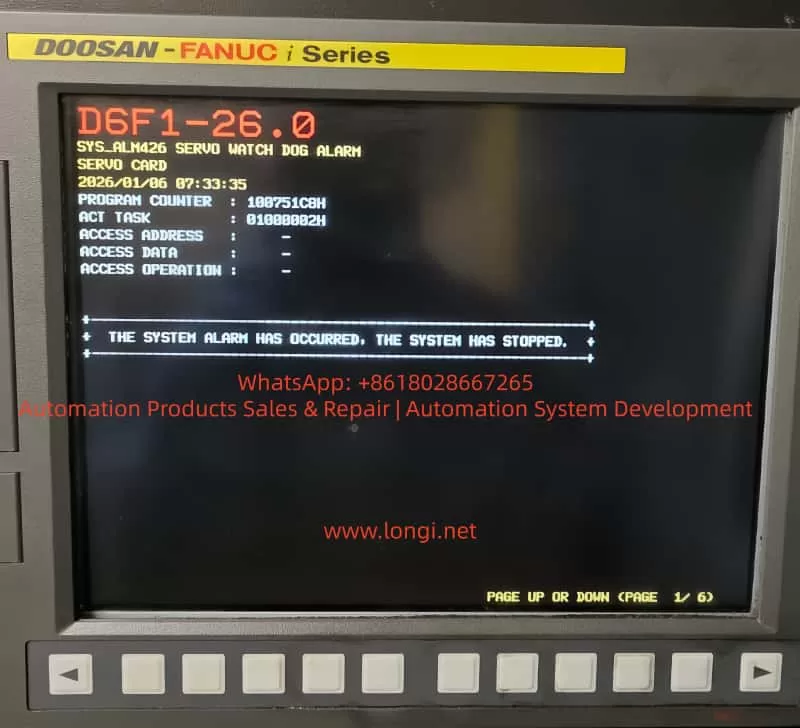 DOOSAN-FANUC i Series
D6F1-26.0
SYS_ALM426 SERVO WATCH DOG ALARM
SERVO CARD
2026/01/06 07:33:35
PROGRAM COUNTER : 100751C8H
ACT TASK : 01000002H
ACCESS ADDRESS : -
ACCESS DATA : -
ACCESS OPERATION : -
THE SYSTEM ALARM HAS OCCURRED, THE SYSTEM HAS STOPPED.
WhatsApp: +8618028667265
Automation Products Sales & Repair | Automation System Development
www.longi.net
PAGE UP OR DOWN (PAGE 1/ 6)